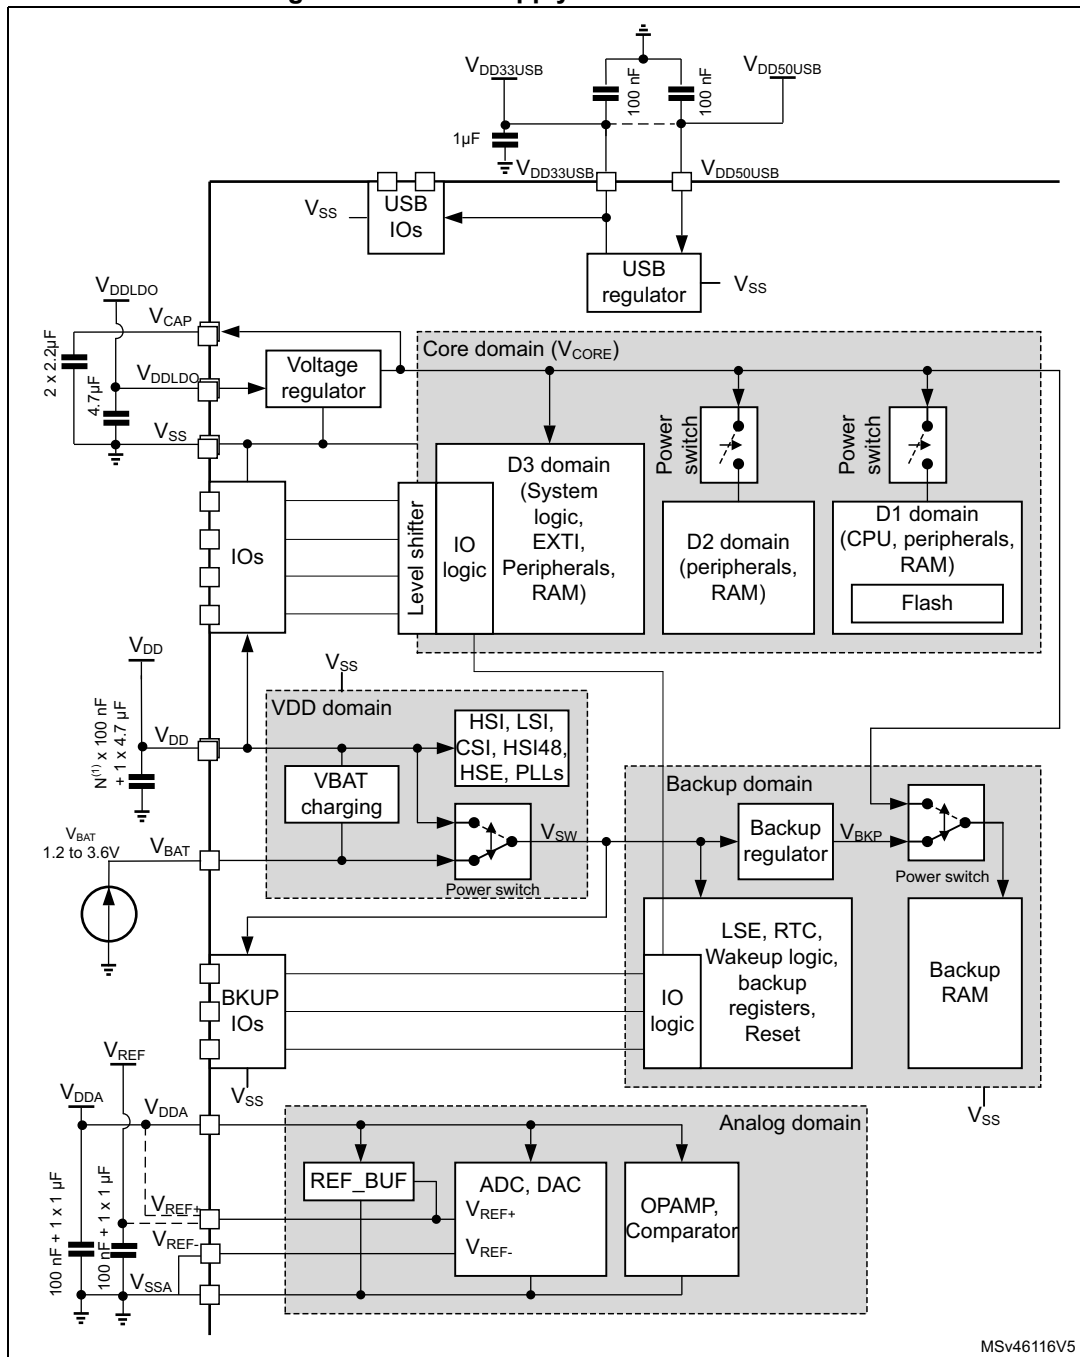 VDD33USB
100 nF
100 nF
VDD50USB
1µF
VDD33USB
VDD50USB
VSS
USB
IOs
USB
regulator
VSS
VDDLDO
VCAP
2 x 2.2µF
VDDLDO
4.7µF
VSS
Voltage
regulator
Core domain (VCORE)
Power
switch
Power
switch
D3 domain
(System
logic,
EXTI,
Peripherals,
RAM)
D2 domain
(peripherals,
RAM)
D1 domain
(CPU, peripherals,
RAM)
Flash
IOs
Level shifter
IO
logic
VDD
N(1) x 100 nF
+ 1 x 4.7 µF
VDD
VSS
VDD domain
HSI, LSI,
CSI, HSI48,
HSE, PLLs
VBAT
charging
VBAT
1.2 to 3.6V
VBAT
Power switch
VSW
Backup domain
Backup
regulator
VBKP
Power switch
LSE, RTC,
Wakeup logic,
backup
registers,
Reset
IO
logic
Backup
RAM
BKUP
IOs
VSS
VSS
VREF
VDDA
VDDA
100 nF + 1 x 1 µF
100 nF + 1 x 1 µF
VREF+
VREF-
VSSA
Analog domain
REF_BUF
ADC, DAC
VREF+
VREF-
OPAMP,
Comparator
MSv46116V5